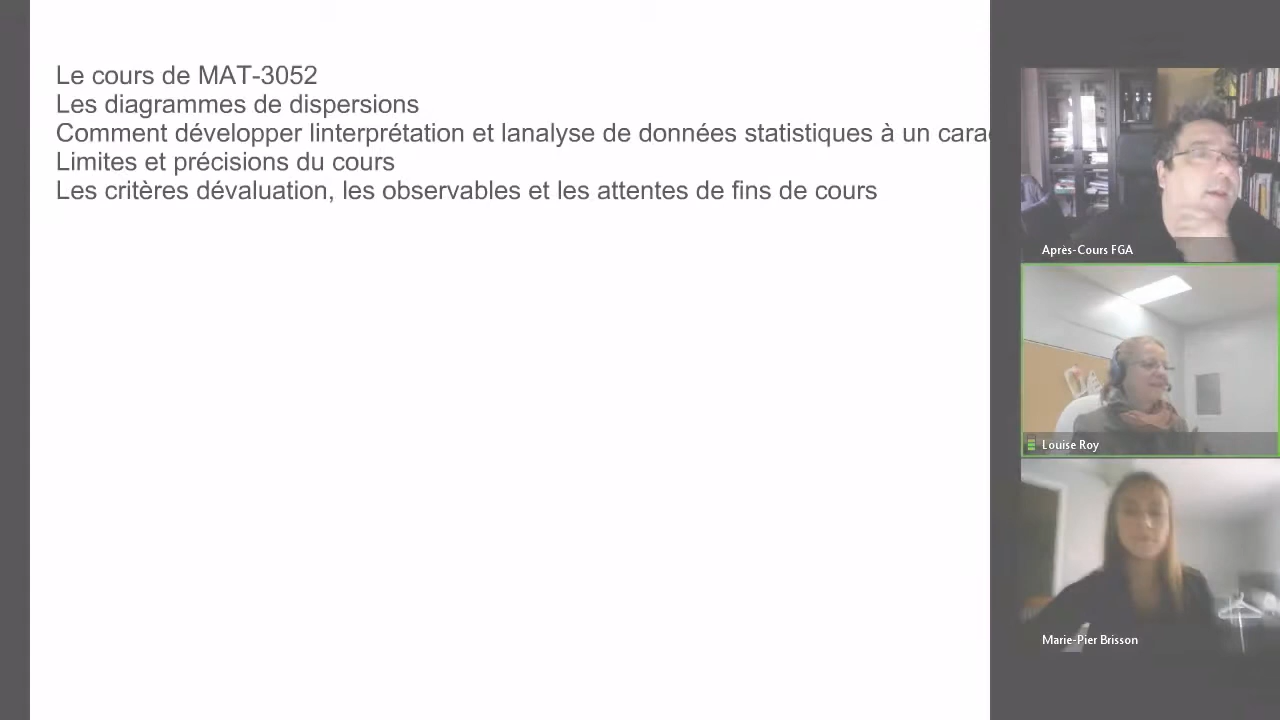 Le cours de MAT-3052
Les diagrammes de dispersions
Comment développer linterprétation et lanalyse de données statistiques à un
Limites et précisions du cours
Les critères dévaluation, les observables et les attentes de fins de cours
Après-Cours FGA
Louise Roy
Marie-Pier Brisson